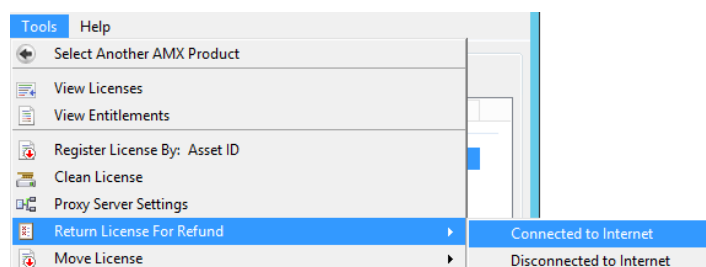 Tools Help
Select Another AMX Product
View Licenses
View Entitlements
Register License By: Asset ID
Clean License
Proxy Server Settings
Return License For Refund
Connected to Internet
Move License
Disconnected to Internet